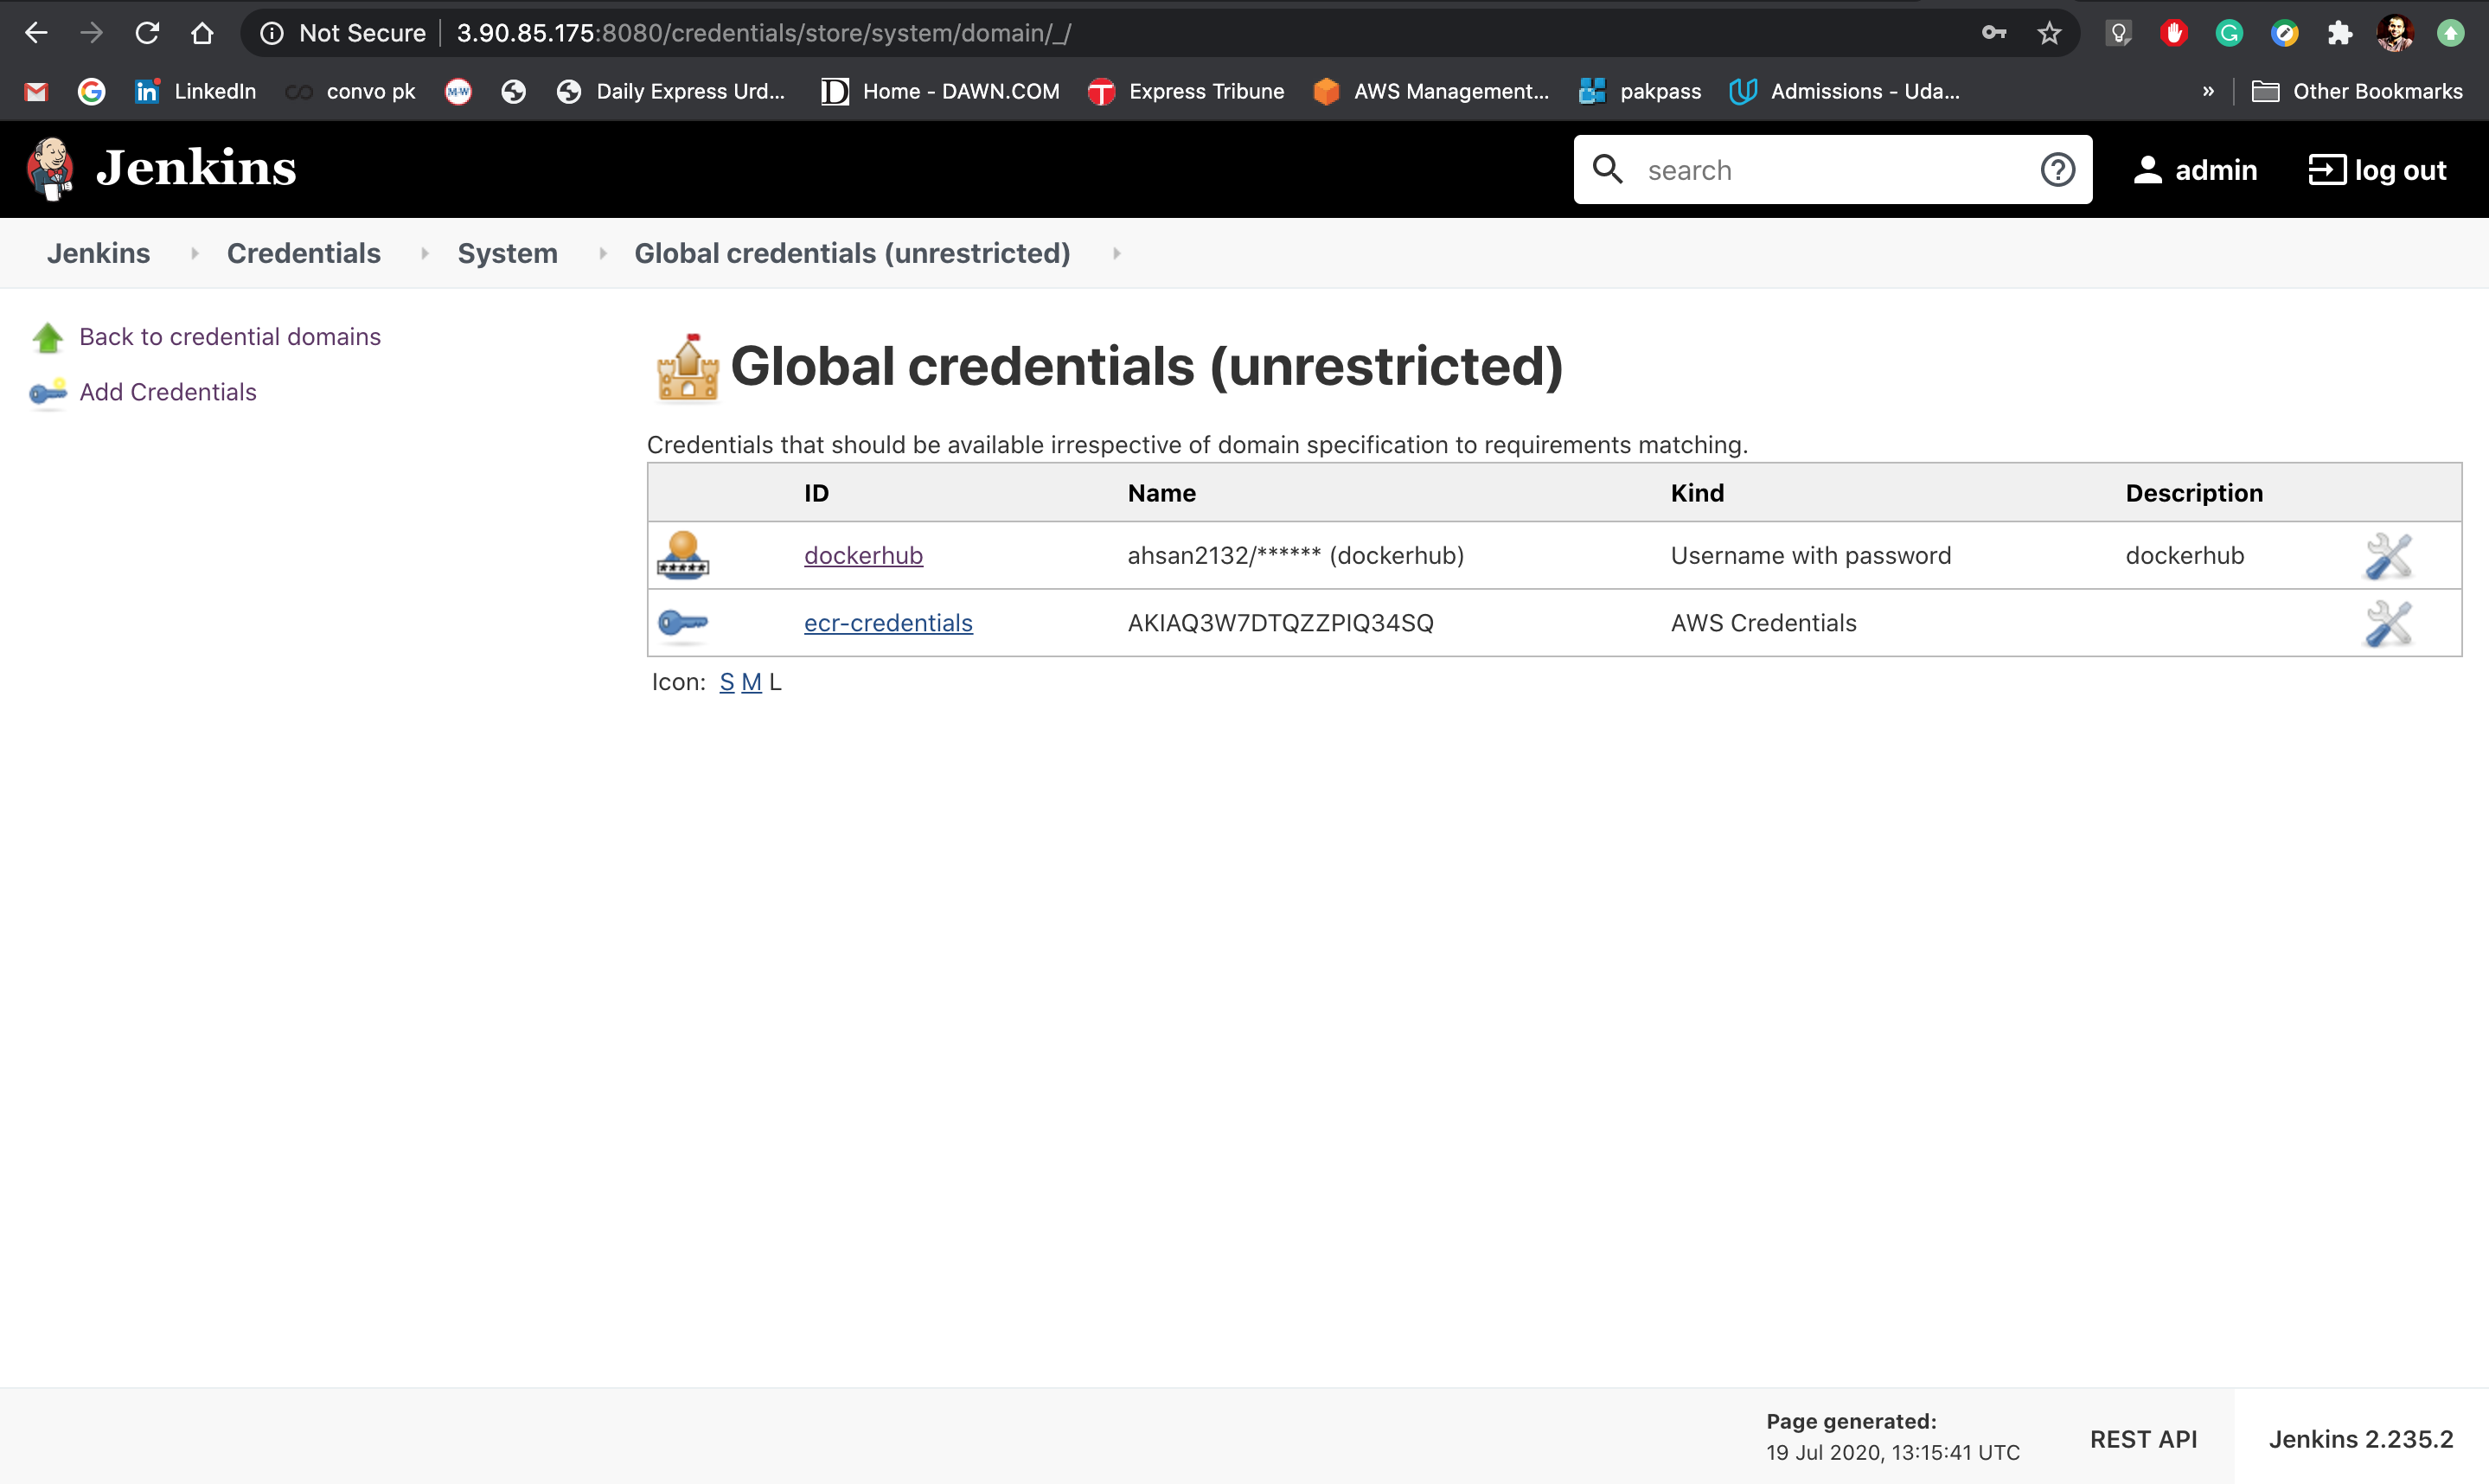 Not Secure 3.90.85.175:8080/credentials/store/system/domain/_/
LinkedIn convo pk M-W Daily Express Urd... Home - DAWN.COM Express Tribune AWS Management... pakpass Admissions - Uda... » Other Bookmarks
Jenkins search admin log out
Jenkins Credentials System Global credentials (unrestricted)
Back to credential domains
Add Credentials
Global credentials (unrestricted)
Credentials that should be available irrespective of domain specification to requirements matching.
ID Name Kind Description
dockerhub ahsan2132/****** (dockerhub) Username with password dockerhub
ecr-credentials AKIAQ3W7DTQZZPIQ34SQ AWS Credentials
Icon: S M L
Page generated:
19 Jul 2020, 13:15:41 UTC
REST API
Jenkins 2.235.2